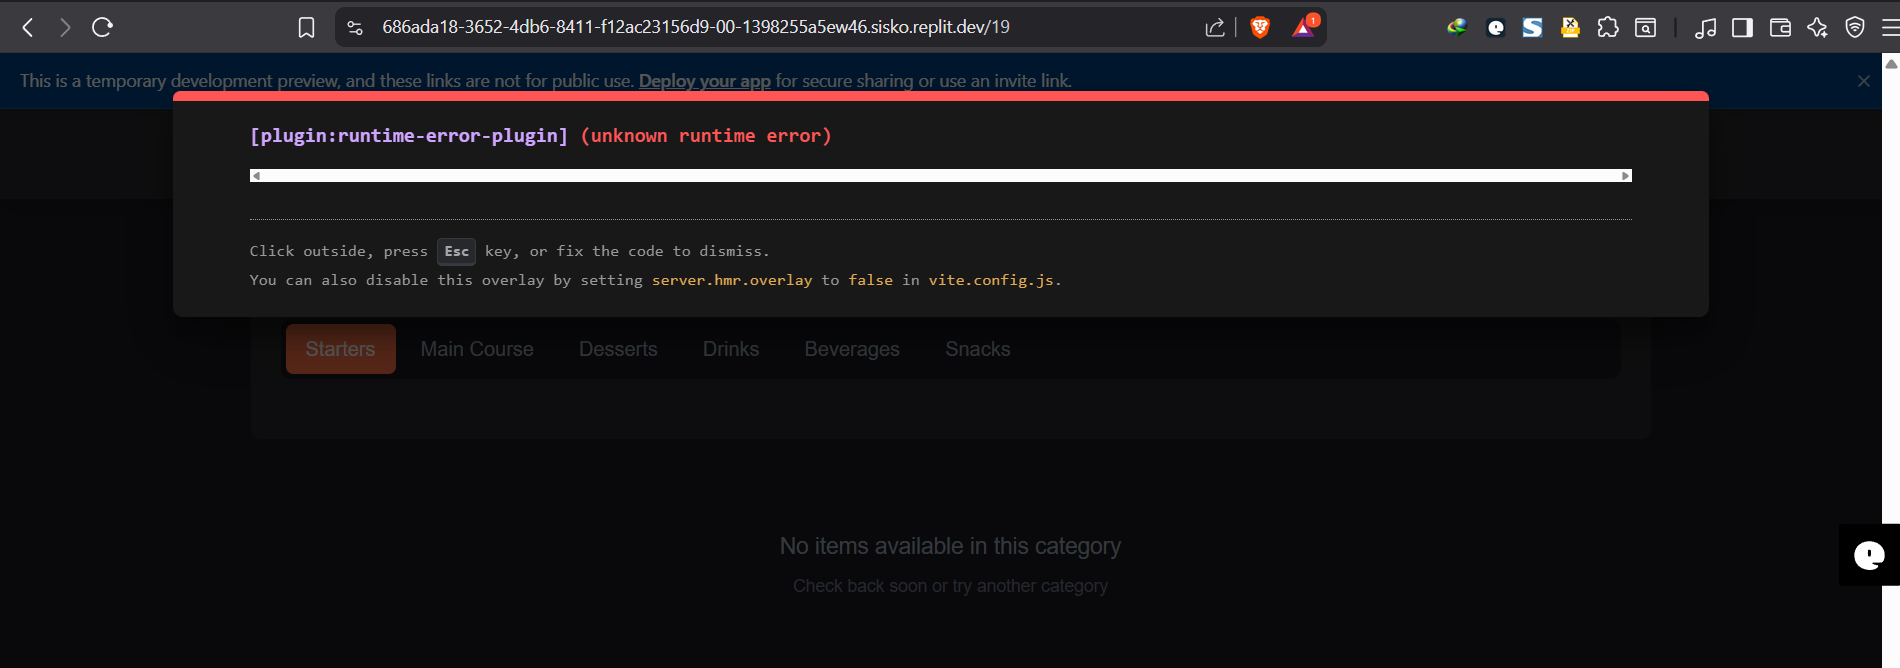 686ada18-3652-4db6-8411-f12ac23156d9-00-1398255a5ew46.sisko.replit.dev/19
1
This is a temporary development preview, and these links are not for public use. Deploy your app for secure sharing or use an invite link.
[plugin:runtime-error-plugin] (unknown runtime error)
Click outside, press Esc key, or fix the code to dismiss.
You can also disable this overlay by setting server.hmr.overlay to false in vite.config.js.
Starters Main Course Desserts Drinks Beverages Snacks
No items available in this category
Check back soon or try another category